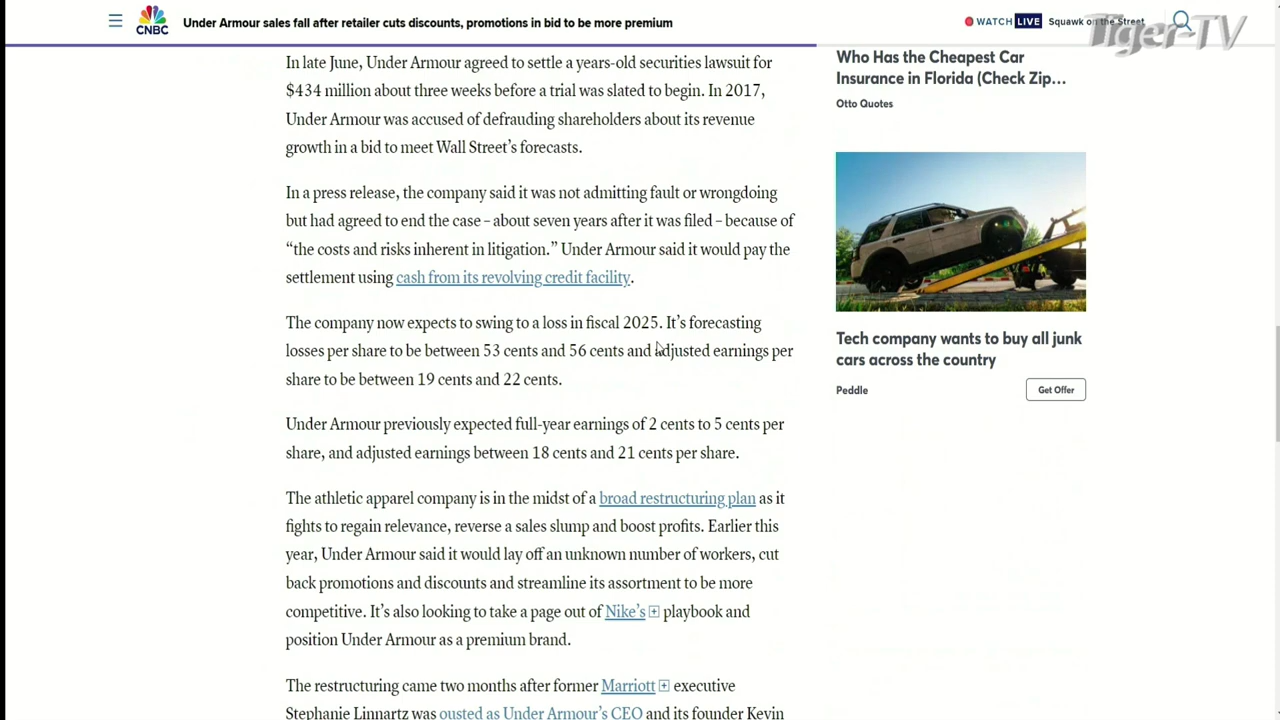 CNBC
Under Armour sales fall after retailer cuts discounts, promotions in bid to be more premium
WATCH LIVE Squawk on the Street
Tiger-TV
In late June, Under Armour agreed to settle a years-old securities lawsuit for
$434 million about three weeks before a trial was slated to begin. In 2017,
Under Armour was accused of defrauding shareholders about its revenue
growth in a bid to meet Wall Street’s forecasts.
In a press release, the company said it was not admitting fault or wrongdoing
but had agreed to end the case – about seven years after it was filed – because of
“the costs and risks inherent in litigation.” Under Armour said it would pay the
settlement using cash from its revolving credit facility.
The company now expects to swing to a loss in fiscal 2025. It’s forecasting
losses per share to be between 53 cents and 56 cents and adjusted earnings per
share to be between 19 cents and 22 cents.
Under Armour previously expected full-year earnings of 2 cents to 5 cents per
share, and adjusted earnings between 18 cents and 21 cents per share.
The athletic apparel company is in the midst of a broad restructuring plan as it
fights to regain relevance, reverse a sales slump and boost profits. Earlier this
year, Under Armour said it would lay off an unknown number of workers, cut
back promotions and discounts and streamline its assortment to be more
competitive. It’s also looking to take a page out of Nike’s playbook and
position Under Armour as a premium brand.
The restructuring came two months after former Marriott executive
Stephanie Linnartz was ousted as Under Armour’s CEO and its founder Kevin
Who Has the Cheapest Car
Insurance in Florida (Check Zip…
Otto Quotes
Tech company wants to buy all junk
cars across the country
Peddle
Get Offer